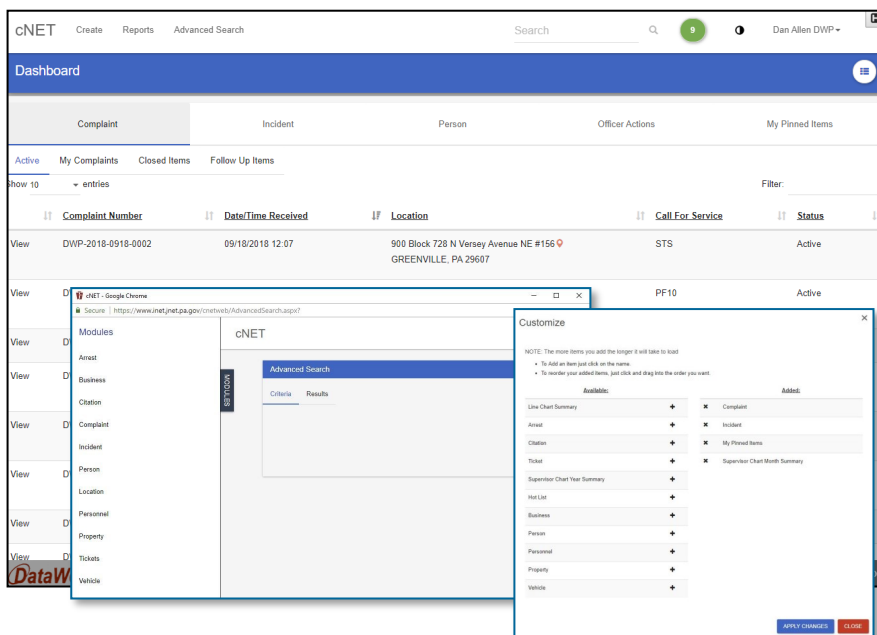 cNET Create Reports Advanced Search Search 9 Dan Allen DWP
Dashboard
Complaint Incident Person Officer Actions My Pinned Items
Active My Complaints Closed Items Follow Up Items
Show 10 entries Filter:
Complaint Number Date/Time Received Location Call For Service Status
View DWP-2018-0918-0002 09/18/2018 12:07 900 Block 728 N Versey Avenue NE #156 STS Active
GREENVILLE, PA 29607
View PF10 Active
View
View
View
View
View
View
cNET - Google Chrome
Secure https://www.inet.jnet.pa.gov/cnetweb/AdvancedSearch.aspx?
Modules
Arrest
Business
Citation
Complaint
Incident
Person
Location
Personnel
Property
Tickets
Vehicle
MODULES
cNET
Advanced Search
Criteria Results
Customize
NOTE: The more items you add the longer it will take to load
• To Add an item just click on the name.
• To reorder your added items, just click and drag into the order you want.
Available: Added:
Line Chart Summary + × Complaint
Arrest + × Incident
Citation + × My Pinned Items
Ticket + × Supervisor Chart Month Summary
Supervisor Chart Year Summary +
Hot List +
Business +
Person +
Personnel +
Property +
Vehicle +
APPLY CHANGES CLOSE